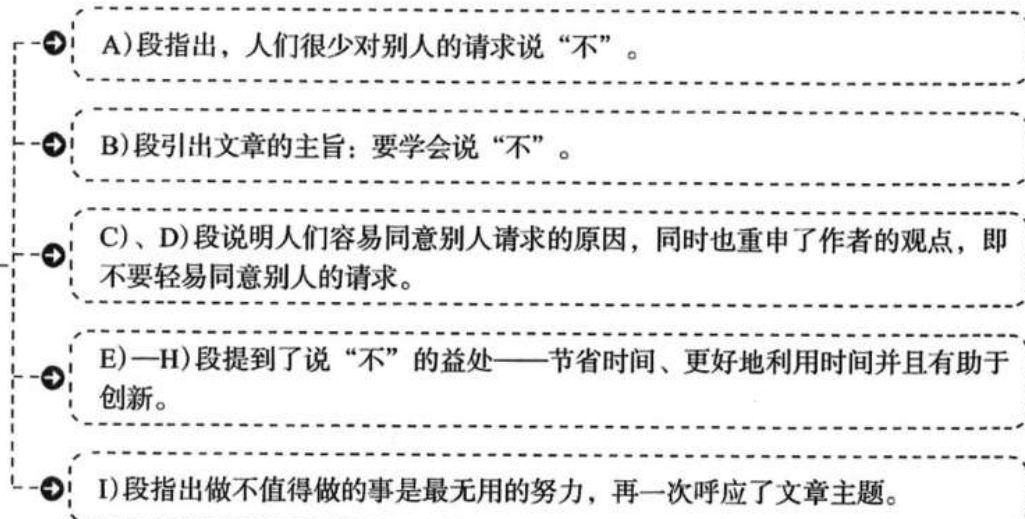 A)段指出，人们很少对别人的请求说“不”。
B)段引出文章的主旨：要学会说“不”。
C)、D)段说明人们容易同意别人请求的原因，同时也重申了作者的观点，即
不要轻易同意别人的请求。
E)—H)段提到了说“不”的益处——节省时间、更好地利用时间并且有助于
创新。
I)段指出做不值得做的事是最无用的努力，再一次呼应了文章主题。